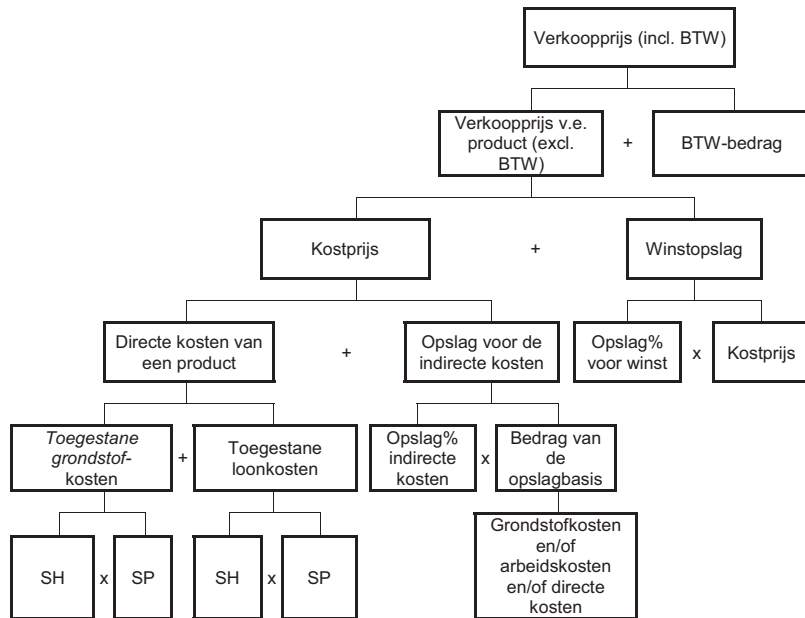 Verkoopprijs (incl. BTW)
Verkoopprijs v.e.
product (excl.
BTW)
+
BTW-bedrag
Kostprijs
+
Winstopslag
Directe kosten van
een product
+
Opslag voor de
indirecte kosten
Opslag%
voor winst
x
Kostprijs
Toegestane
grondstof-
kosten
+
Toegestane
loonkosten
Opslag%
indirecte
kosten
x
Bedrag van
de
opslagbasis
SH
x
SP
SH
x
SP
Grondstofkosten
en/of
arbeidskosten
en/of directe
kosten